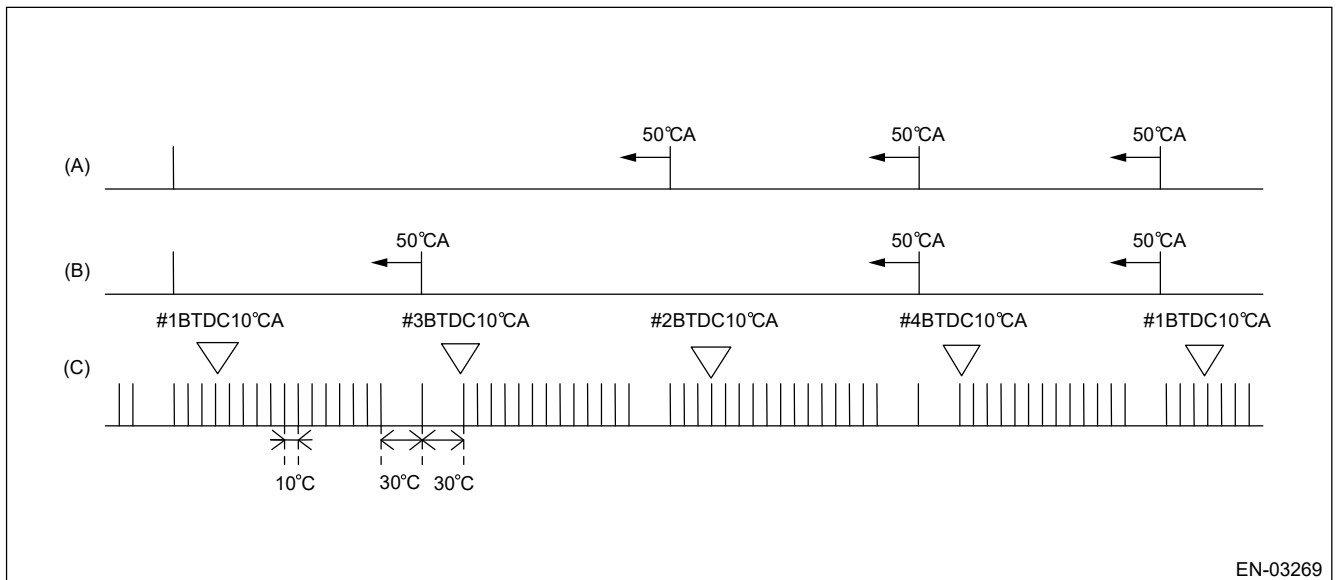 50°CA 50°CA 50°CA
(A)
50°CA 50°CA 50°CA
(B)
#1BTDC10°CA #3BTDC10°CA #2BTDC10°CA #4BTDC10°CA #1BTDC10°CA
(C)
10°C 30°C 30°C
EN-03269